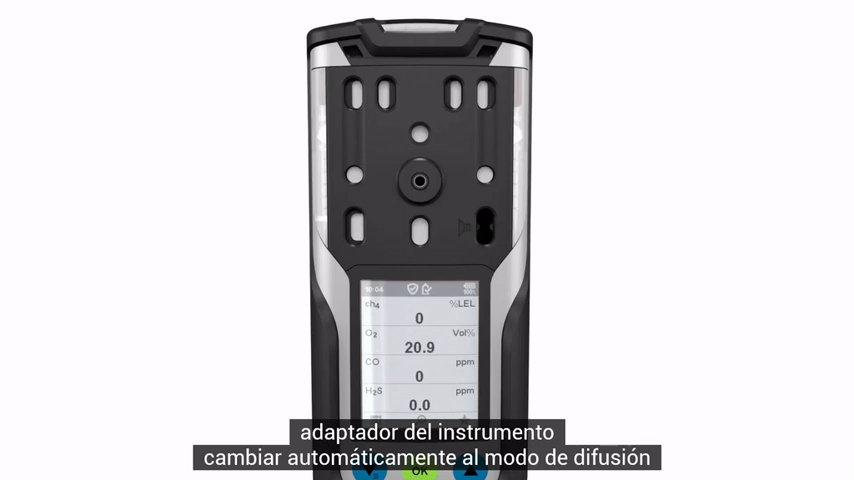 10:04 100%
ch₄ %LEL
0
O₂ Vol%
20.9
CO ppm
0
H₂S ppm
0.0
adaptador del instrumento
cambiar automáticamente al modo de difusión
OK